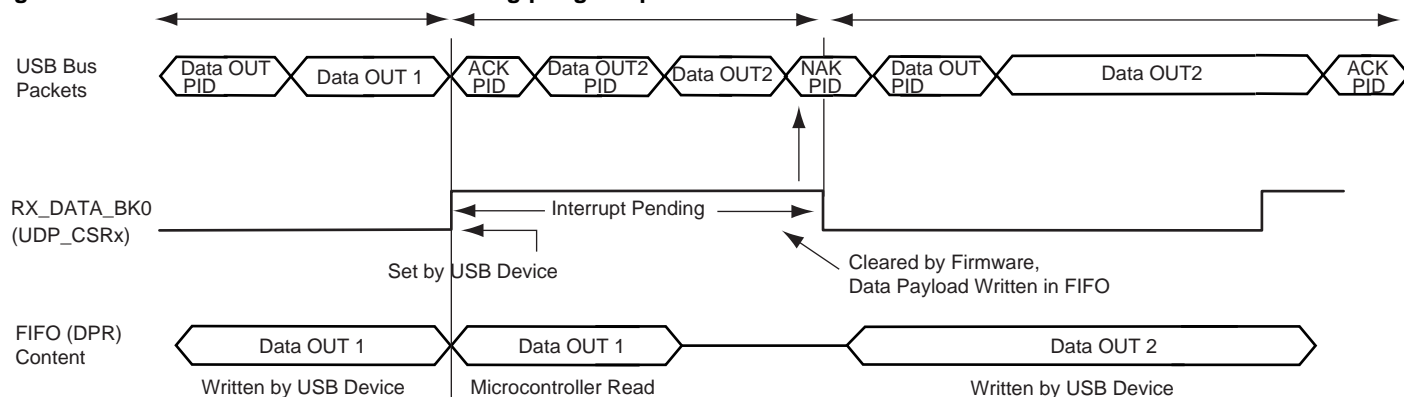 USB Bus
Packets
Data OUT
PID
Data OUT 1
ACK
PID
Data OUT2
PID
Data OUT2
NAK
PID
Data OUT
PID
Data OUT2
ACK
PID
RX_DATA_BK0
(UDP_CSRx)
Interrupt Pending
Set by USB Device
Cleared by Firmware,
Data Payload Written in FIFO
FIFO (DPR)
Content
Data OUT 1
Data OUT 1
Data OUT 2
Written by USB Device
Microcontroller Read
Written by USB Device